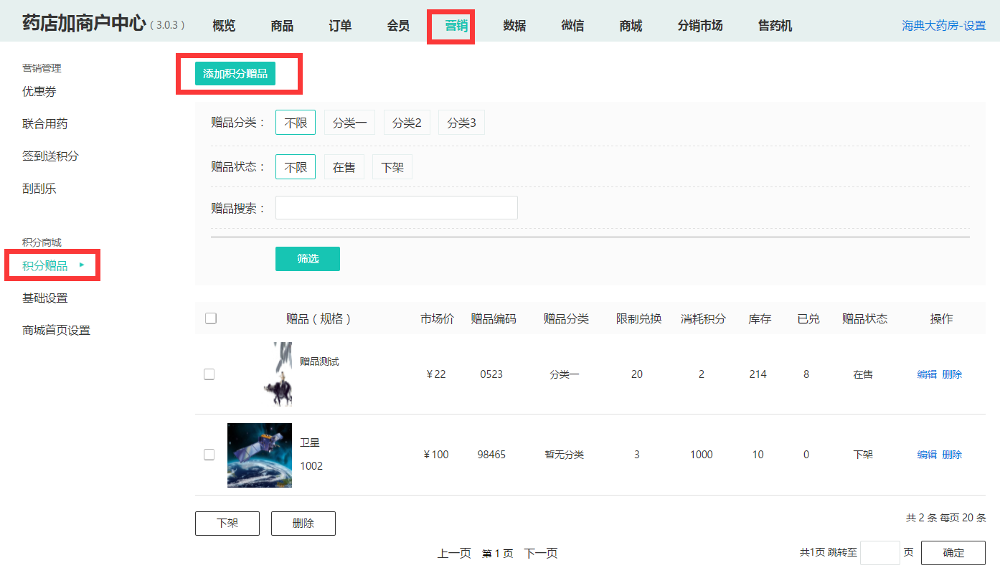 药店加商户中心 ( 3.0.3 ) 概览 商品 订单 会员 营销 数据 微信 商城 分销市场 售药机 海典大药房-设置
营销管理
优惠券
联合用药
签到送积分
刮刮乐
积分商城
积分赠品
基础设置
商城首页设置
添加积分赠品
赠品分类： 不限 分类一 分类2 分类3
赠品状态： 不限 在售 下架
赠品搜索：
筛选
赠品（规格） 市场价 赠品编码 赠品分类 限制兑换 消耗积分 库存 已兑 赠品状态 操作
赠品测试
￥22 0523 分类一 20 2 214 8 在售 编辑 删除
卫星
￥100 98465 暂无分类 3 1000 10 0 下架 编辑 删除
1002
下架 删除 共 2 条 每页 20 条
上一页 第 1 页 下一页 共1页 跳转至 页 确定